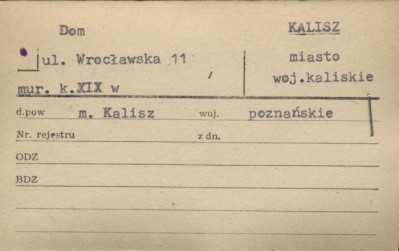 Dom
KALISZ
ul. Wrocławska 11
miasto
woj.kaliskie
mur. k.XIX w
d.pow m. Kalisz woj. poznańskie
Nr. rejestru z dn.
ODZ
BDZ